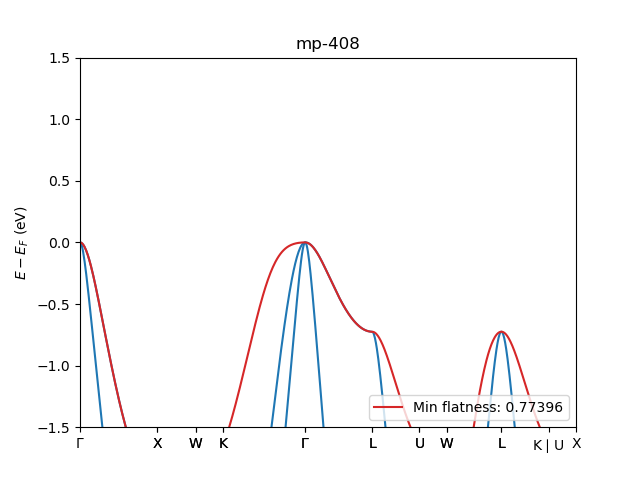 mp-408
E − E_F (eV)
1.5
1.0
0.5
0.0
−0.5
−1.0
−1.5
Min flatness: 0.77396
Γ X W K Γ L U W L K | U X